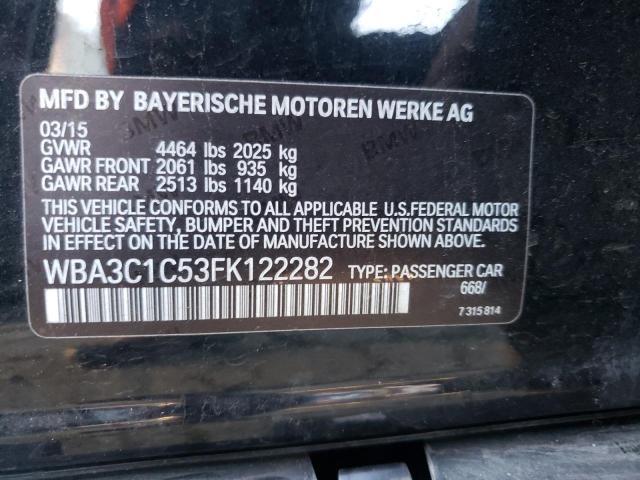 MFD BY BAYERISCHE MOTOREN WERKE AG
03/15
GVWR 4464 lbs 2025 kg
GAWR FRONT 2061 lbs 935 kg
GAWR REAR 2513 lbs 1140 kg
THIS VEHICLE CONFORMS TO ALL APPLICABLE U.S.FEDERAL MOTOR
VEHICLE SAFETY, BUMPER AND THEFT PREVENTION STANDARDS
IN EFFECT ON THE DATE OF MANUFACTURE SHOWN ABOVE.
WBA3C1C53FK122282 TYPE: PASSENGER CAR
668/
7 315 814
BMW
BMW